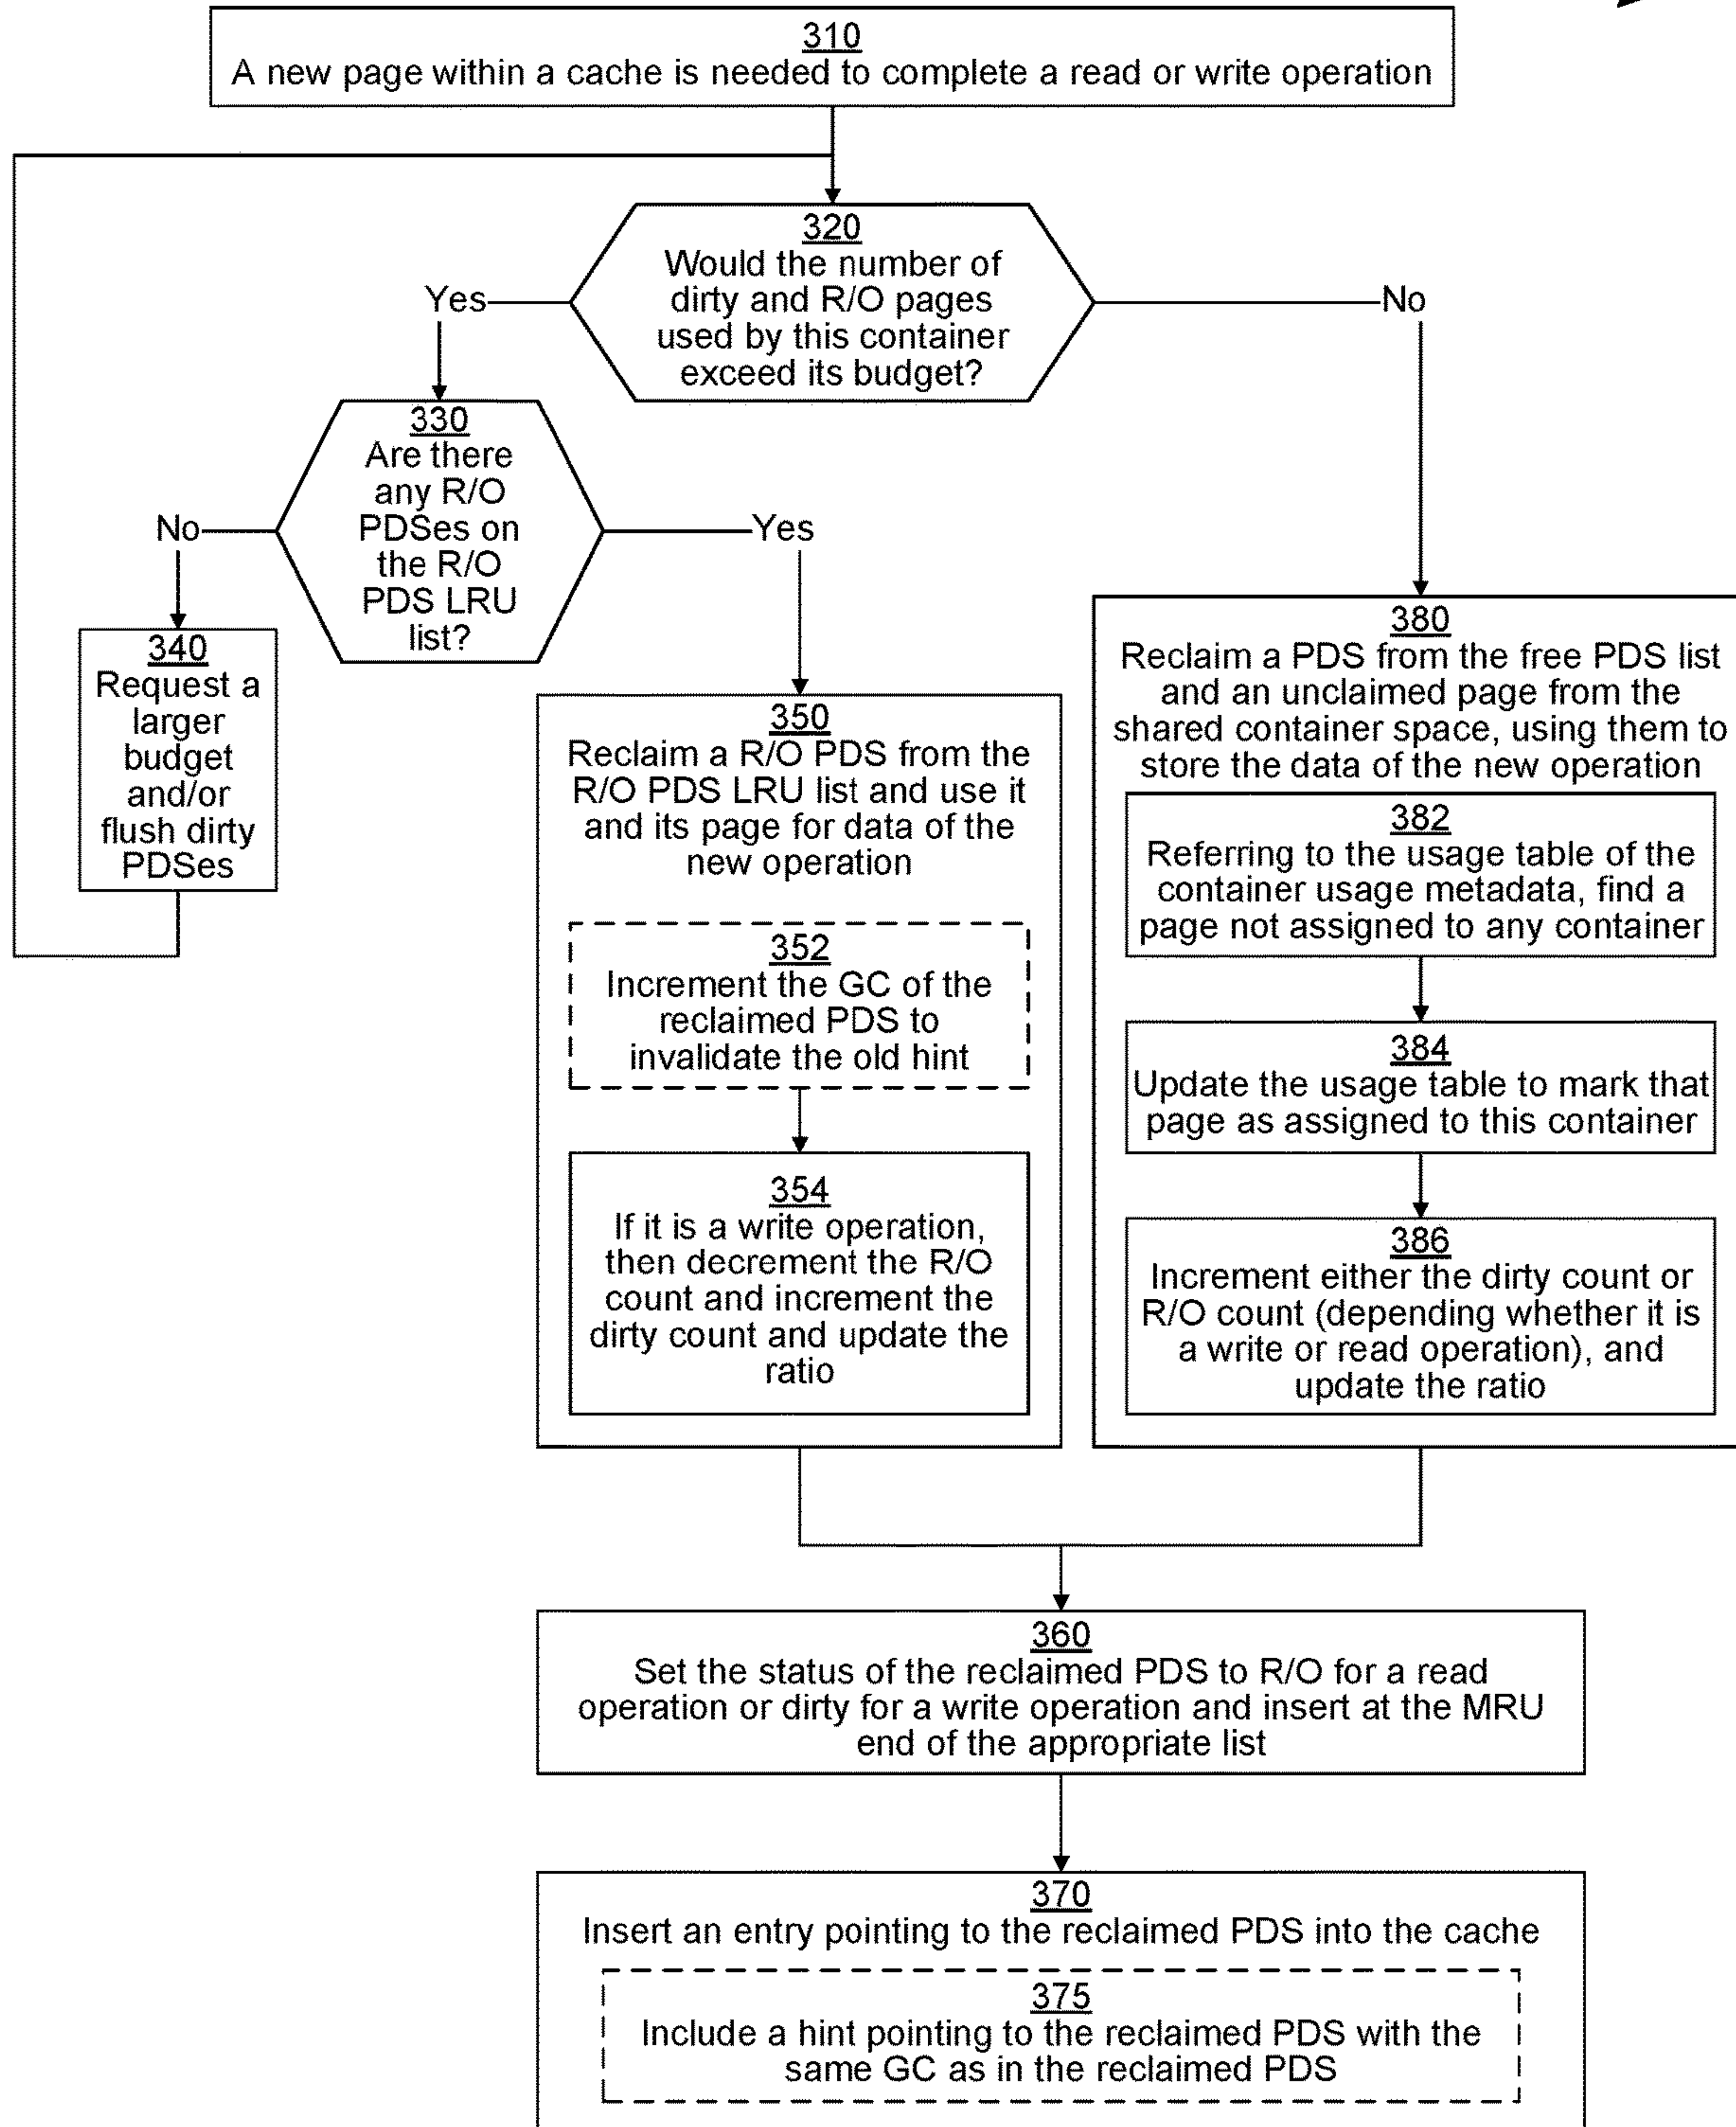 310
A new page within a cache is needed to complete a read or write operation
320
Would the number of
dirty and R/O pages
used by this container
exceed its budget?
Yes
No
330
Are there
any R/O
PDSes on
the R/O
PDS LRU
list?
No
Yes
340
Request a
larger
budget
and/or
flush dirty
PDSes
350
Reclaim a R/O PDS from the
R/O PDS LRU list and use it
and its page for data of the
new operation
352
Increment the GC of the
reclaimed PDS to
invalidate the old hint
354
If it is a write operation,
then decrement the R/O
count and increment the
dirty count and update the
ratio
380
Reclaim a PDS from the free PDS list
and an unclaimed page from the
shared container space, using them to
store the data of the new operation
382
Referring to the usage table of the
container usage metadata, find a
page not assigned to any container
384
Update the usage table to mark that
page as assigned to this container
386
Increment either the dirty count or
R/O count (depending whether it is
a write or read operation), and
update the ratio
360
Set the status of the reclaimed PDS to R/O for a read
operation or dirty for a write operation and insert at the MRU
end of the appropriate list
370
Insert an entry pointing to the reclaimed PDS into the cache
375
Include a hint pointing to the reclaimed PDS with the
same GC as in the reclaimed PDS